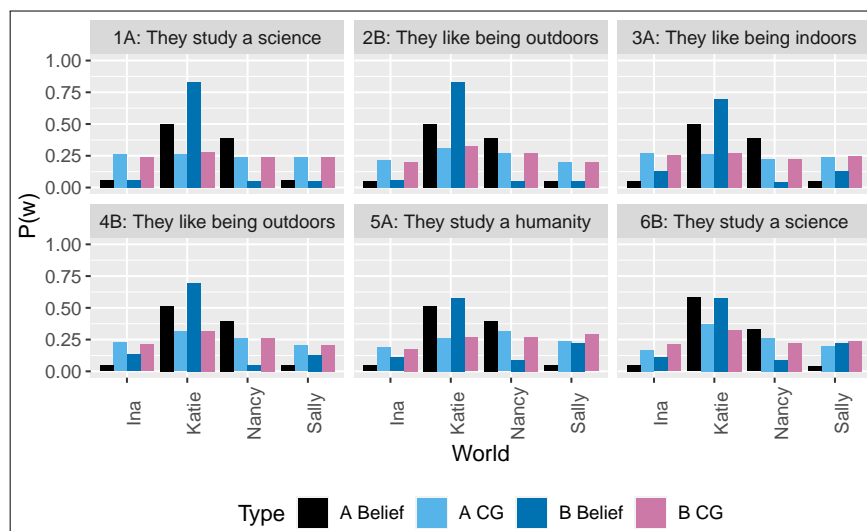 1A: They study a science 2B: They like being outdoors 3A: They like being indoors
1.00
0.75
0.50
0.25
0.00
4B: They like being outdoors 5A: They study a humanity 6B: They study a science
1.00
0.75
0.50
0.25
0.00
P(w)
Ina Katie Nancy Sally Ina Katie Nancy Sally Ina Katie Nancy Sally
World
Type A Belief A CG B Belief B CG